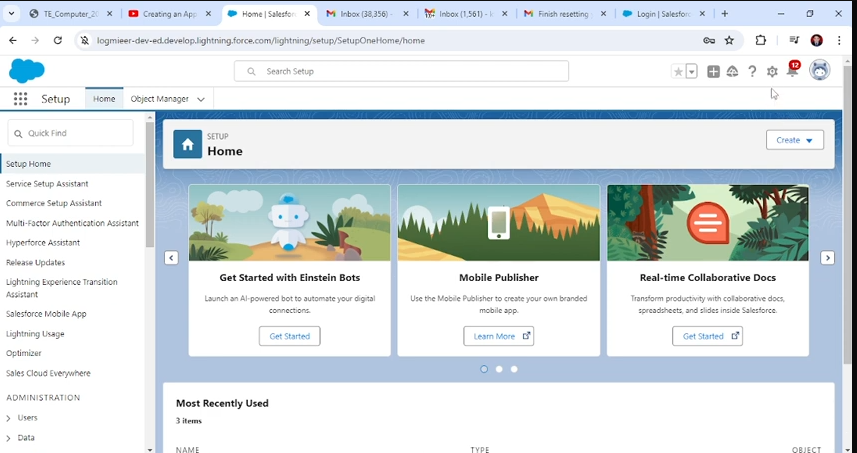 TE_Computer_20
Creating an App
Home | Salesforc
Inbox (38,356) -
Inbox (1,561) - k
Finish resetting
Login | Salesforc
logmieer-dev-ed.develop.lightning.force.com/lightning/setup/SetupOneHome/home
Search Setup
12
Setup
Home
Object Manager
Quick Find
Setup Home
Service Setup Assistant
Commerce Setup Assistant
Multi-Factor Authentication Assistant
Hyperforce Assistant
Release Updates
Lightning Experience Transition
Assistant
Salesforce Mobile App
Lightning Usage
Optimizer
Sales Cloud Everywhere
ADMINISTRATION
Users
Data
SETUP
Home
Create
Get Started with Einstein Bots
Launch an AI-powered bot to automate your digital
connections.
Get Started
Mobile Publisher
Use the Mobile Publisher to create your own branded
mobile app.
Learn More
Real-time Collaborative Docs
Transform productivity with collaborative docs,
spreadsheets, and slides inside Salesforce.
Get Started
Most Recently Used
3 items
NAME
TYPE
OBJECT